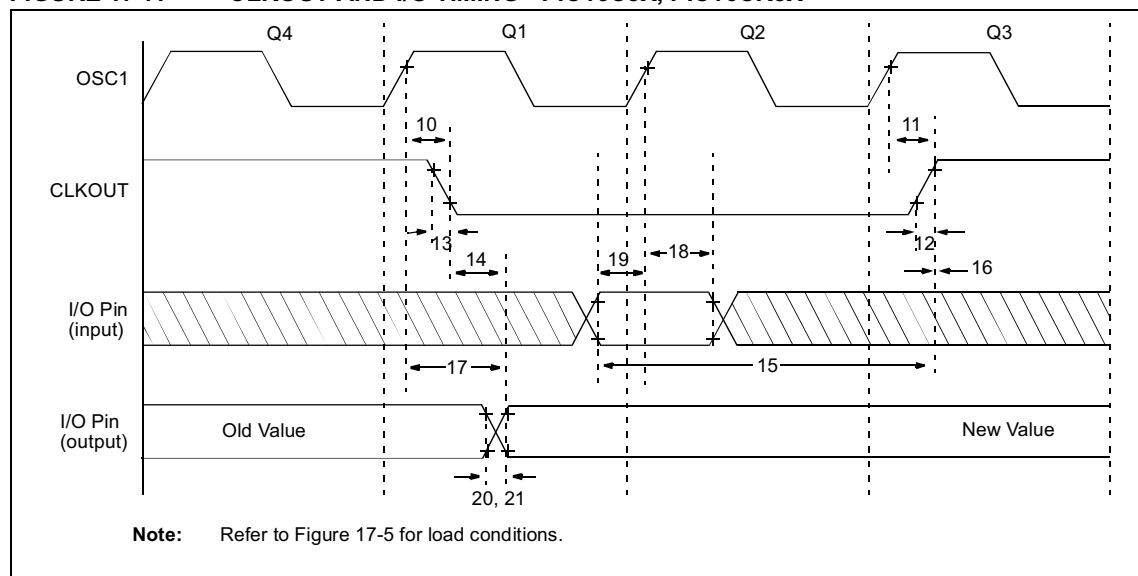 Q4 Q1 Q2 Q3
OSC1
10 11
CLKOUT
13 12
14 19 18 16
I/O Pin
(input)
17 15
I/O Pin
(output)
Old Value New Value
20, 21
Note: Refer to Figure 17-5 for load conditions.